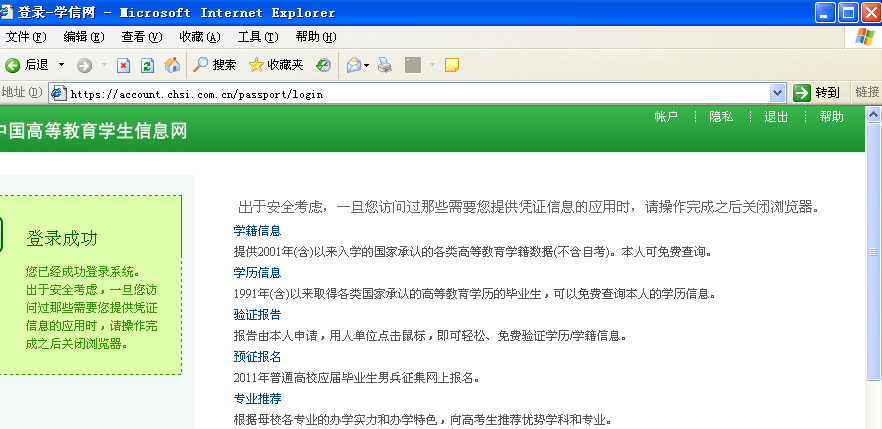 登录-学信网 - Microsoft Internet Explorer
文件(F) 编辑(E) 查看(V) 收藏(A) 工具(T) 帮助(H)
后退 搜索 收藏夹
地址(D) https://account.chsi.com.cn/passport/login 转到 链接
帐户 隐私 退出 帮助
中国高等教育学生信息网
出于安全考虑，一旦您访问过那些需要您提供凭证信息的应用时，请操作完成之后关闭浏览器。
登录成功
您已经成功登录系统。
出于安全考虑，一旦您访
问过那些需要您提供凭证
信息的应用时，请操作完
成之后关闭浏览器。
学籍信息
提供2001年(含)以来入学的国家承认的各类高等教育学籍数据(不含自考)。本人可免费查询。
学历信息
1991年(含)以来取得各类国家承认的高等教育学历的毕业生，可以免费查询本人的学历信息。
验证报告
报告由本人申请，用人单位点击鼠标，即可轻松、免费验证学历/学籍信息。
预征报名
2011年普通高校应届毕业生男兵征集网上报名。
专业推荐
根据母校各专业的办学实力和办学特色，向高考生推荐优势学科和专业。